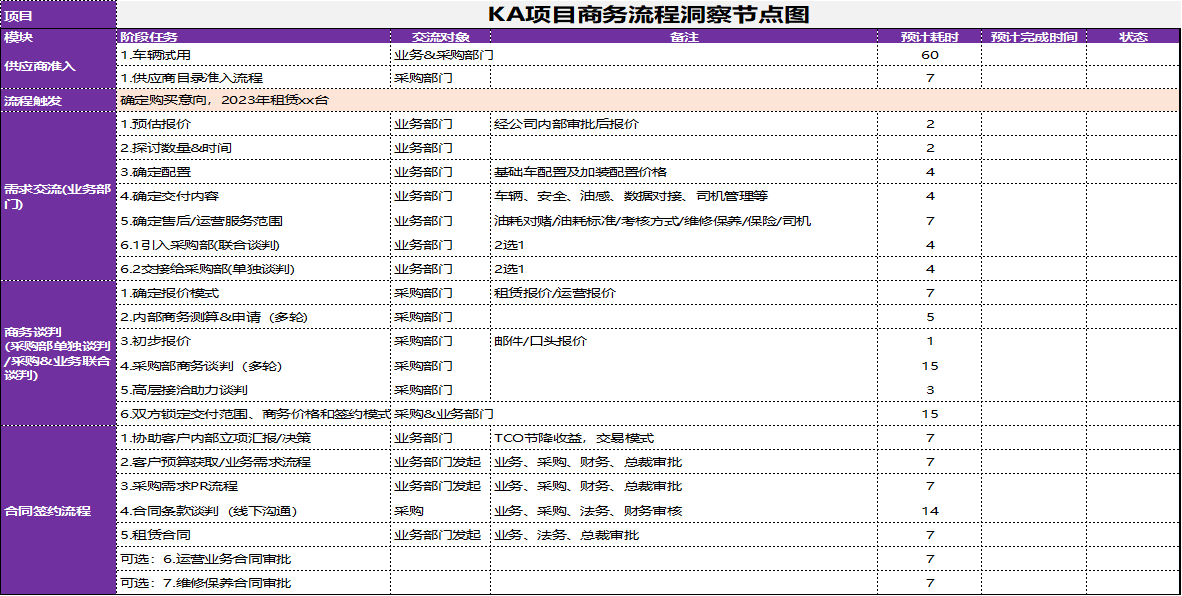 项目 KA项目商务流程洞察节点图
模块 阶段任务 交流对象 备注 预计耗时 预计完成时间 状态
供应商准入
1.车辆试用 业务&采购部门 60
1.供应商目录准入流程 采购部门 7
流程触发 确定购买意向，2023年租赁xx台
需求交流(业务部
门)
1.预估报价 业务部门 经公司内部审批后报价 2
2.探讨数量&时间 业务部门 2
3.确定配置 业务部门 基础车配置及加装配置价格 4
4.确定交付内容 业务部门 车辆、安全、油感、数据对接、司机管理等 4
5.确定售后/运营服务范围 业务部门 油耗对赌/油耗标准/考核方式/维修保养/保险/司机 7
6.1引入采购部(联合谈判) 业务部门 2选1 4
6.2交接给采购部(单独谈判) 业务部门 2选1 4
商务谈判
(采购部单独谈判
/采购&业务联合
谈判)
1.确定报价模式 采购部门 租赁报价/运营报价 7
2.内部商务测算&申请（多轮） 采购部门 5
3.初步报价 采购部门 邮件/口头报价 1
4.采购部商务谈判（多轮） 采购部门 15
5.高层接洽助力谈判 采购部门 3
6.双方锁定交付范围、商务价格和签约模式 采购&业务部门 15
合同签约流程
1.协助客户内部立项汇报/决策 业务部门 TCO节降收益，交易模式 7
2.客户预算获取/业务需求流程 业务部门发起 业务、采购、财务、总裁审批 7
3.采购需求PR流程 业务部门发起 业务、采购、财务、总裁审批 7
4.合同条款谈判（线下沟通） 采购 业务、采购、法务、财务审核 14
5.租赁合同 业务部门发起 业务、法务、总裁审批 7
可选：6.运营业务合同审批 7
可选：7.维修保养合同审批 7